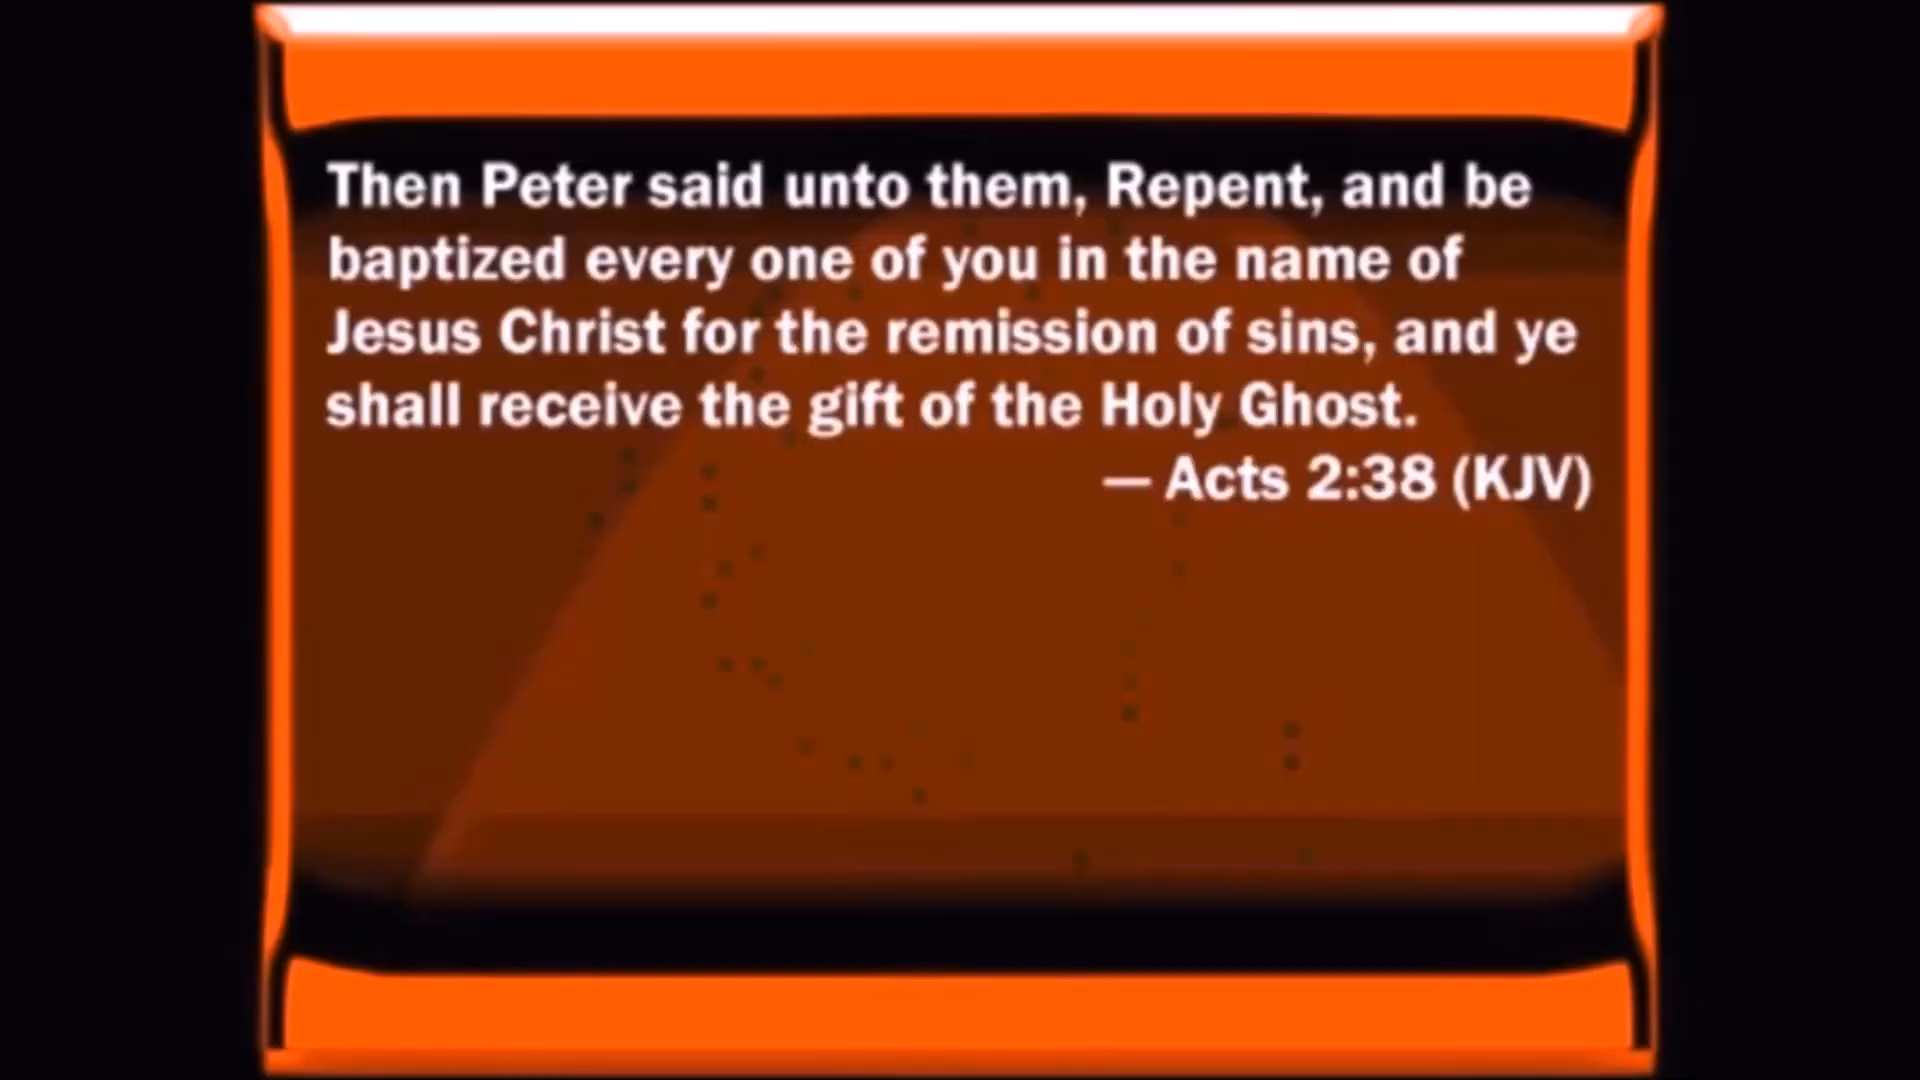 Then Peter said unto them, Repent, and be
baptized every one of you in the name of
Jesus Christ for the remission of sins, and ye
shall receive the gift of the Holy Ghost.
— Acts 2:38 (KJV)